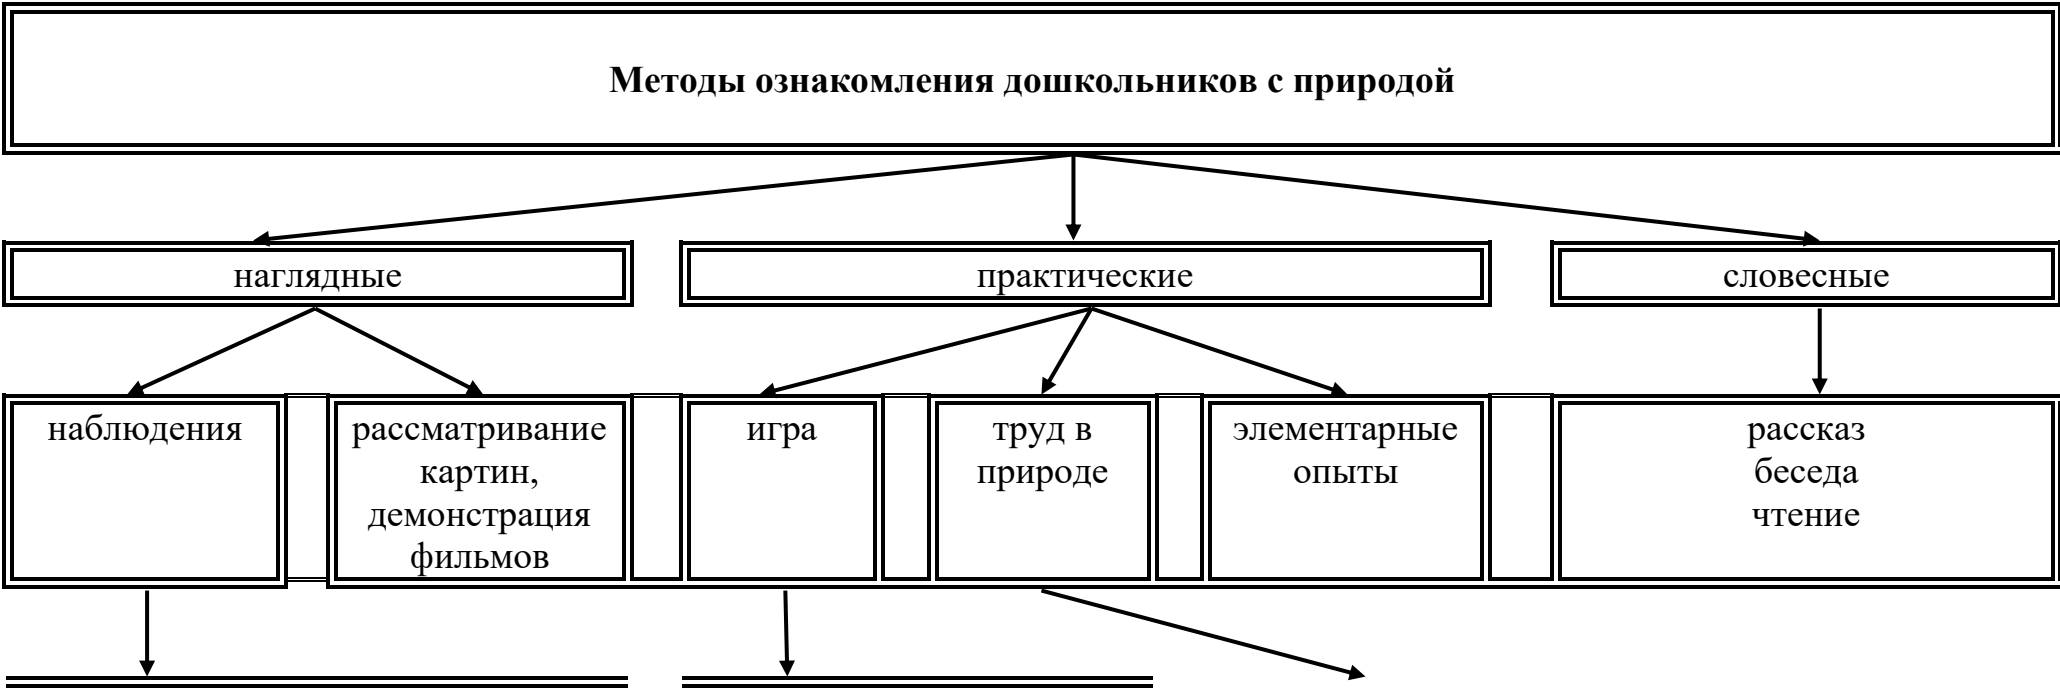 Методы ознакомления дошкольников с природой
наглядные
практические
словесные
наблюдения
рассматривание
картин,
демонстрация
фильмов
игра
труд в
природе
элементарные
опыты
рассказ
беседа
чтение